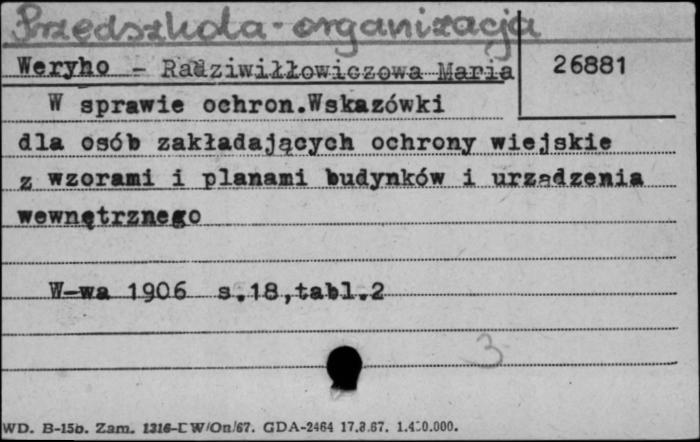 Przedszkola - organizacja
Weryho - Radziwiłłowiczowa Maria 26881
W sprawie ochron.Wskazówki
dla osób zakładających ochrony wiejskie
z wzorami i planami budynków i urządzenia
wewnętrznego
W-wa 1906 s.18,tabl.2
3
WD. B-15b. Zam. 1316-D W/On/67. GDA-2464 17.8.67.